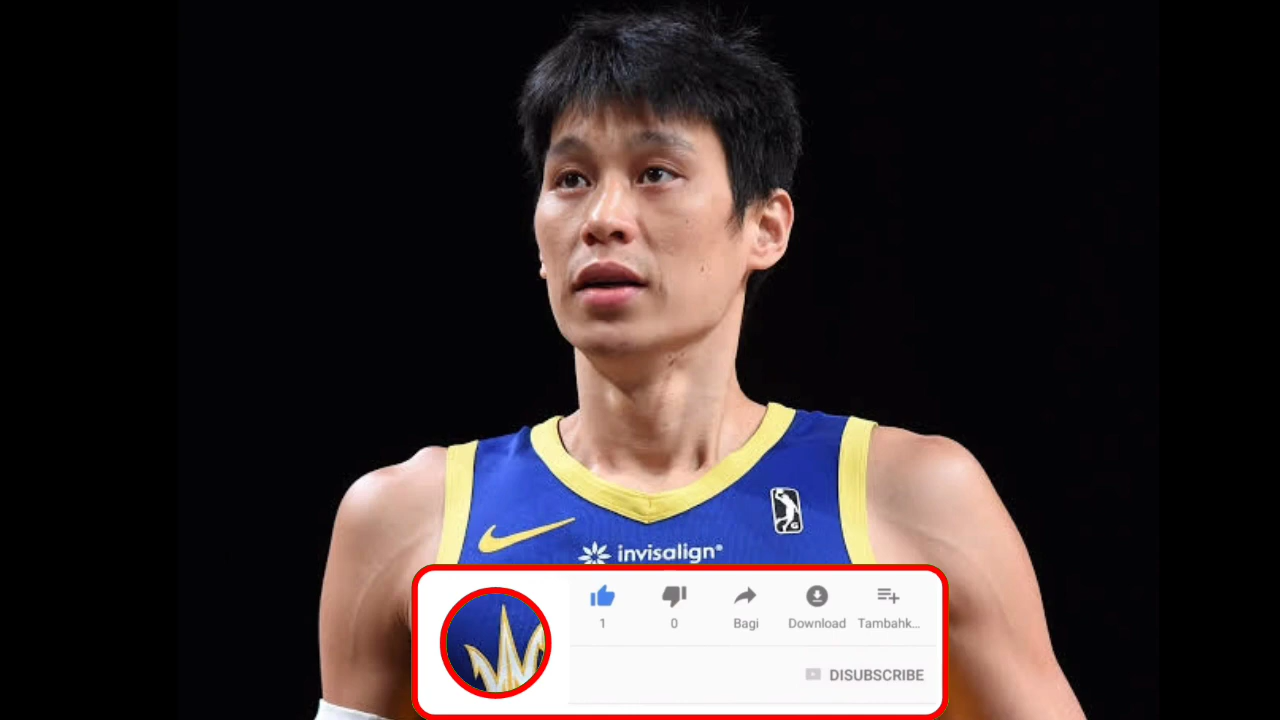 invisalign®
1
0
Bagi
Download
Tambahk...
DISUBSCRIBE
G